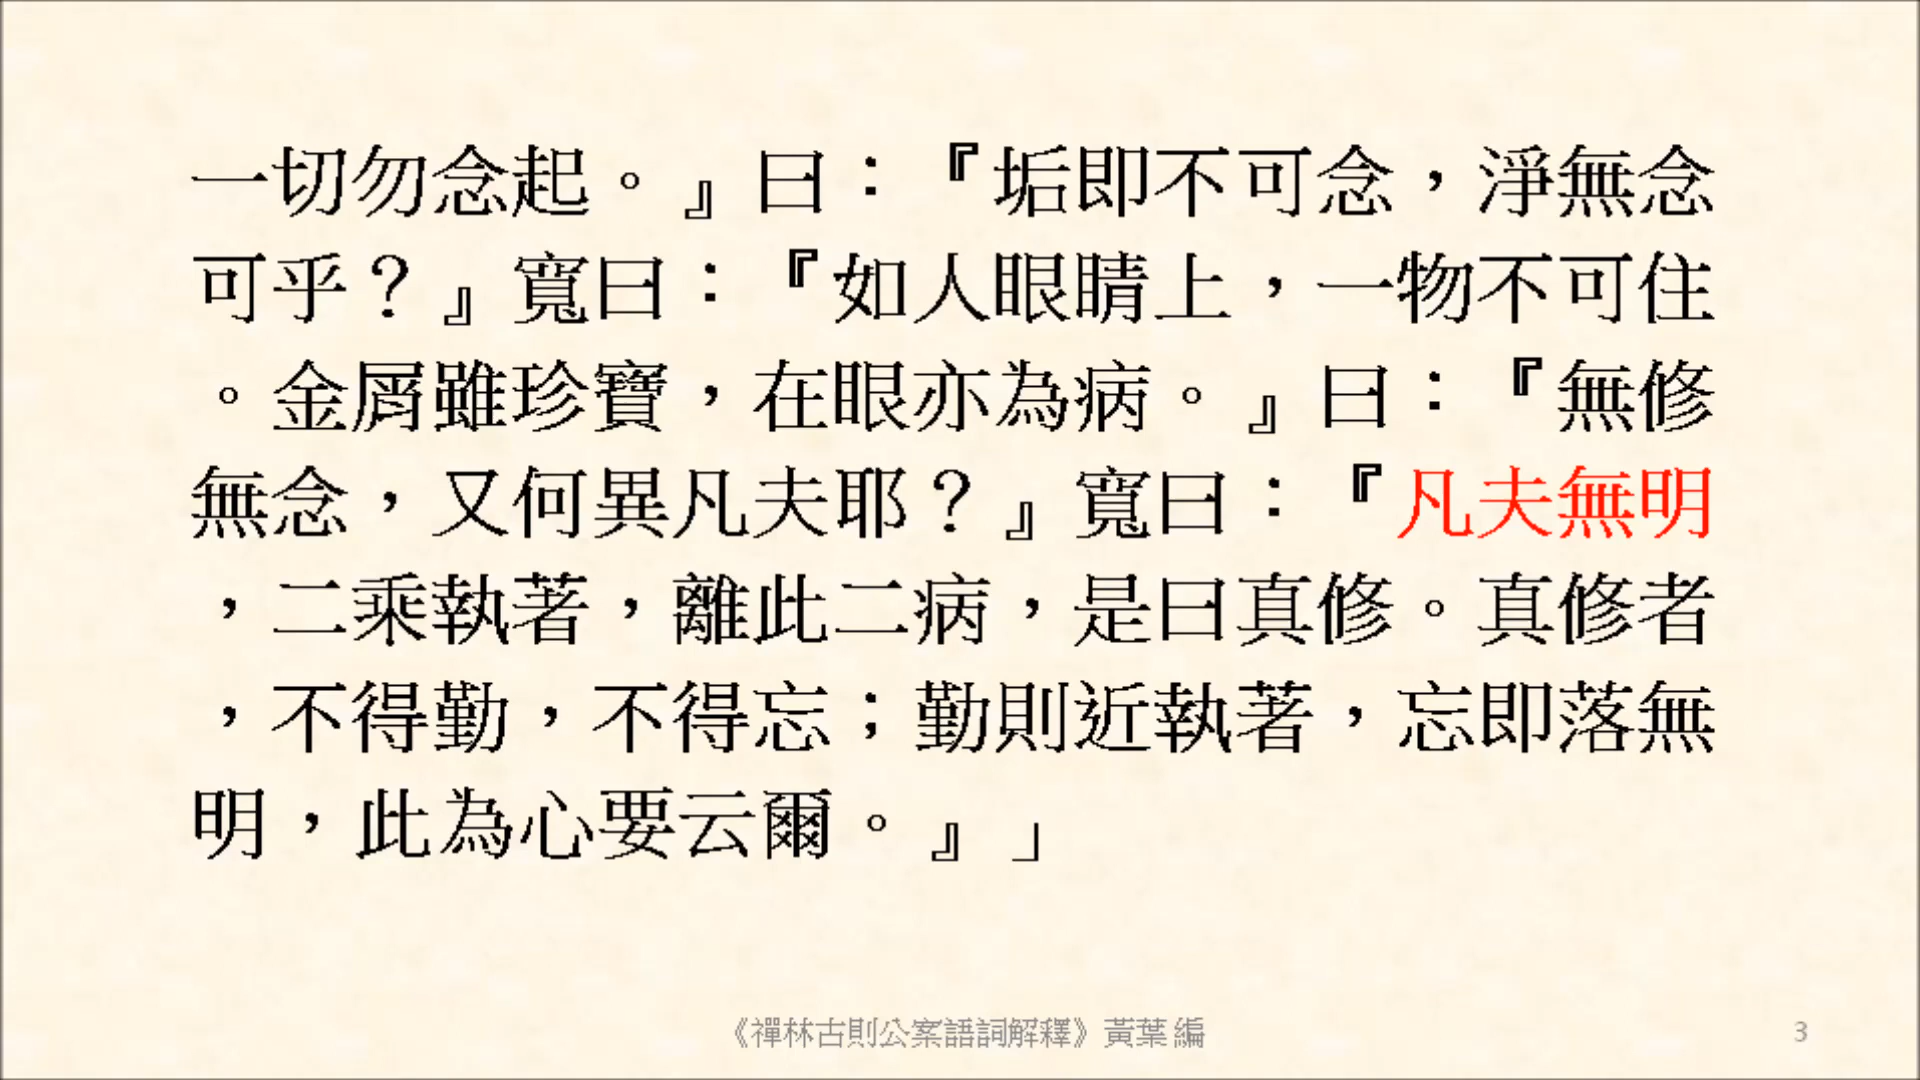 一切勿念起。』曰：『垢即不可念，淨無念
可乎？』寬曰：『如人眼睛上，一物不可住
。金屑雖珍寶，在眼亦為病。』曰：『無修
無念，又何異凡夫耶？』寬曰：『凡夫無明
，二乘執著，離此二病，是曰真修。真修者
，不得勤，不得忘；勤則近執著，忘即落無
明，此為心要云爾。』」
《禪林古則公案語詞解釋》黃葉 編
3